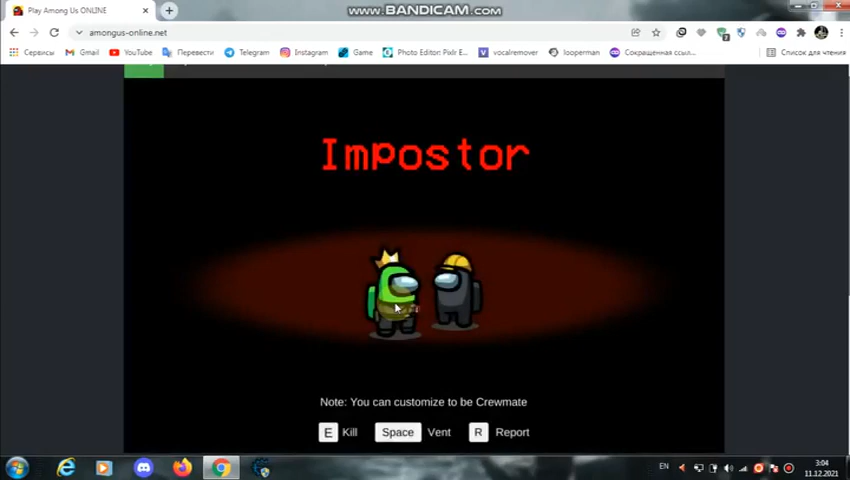 Play Among Us ONLINE
www.BANDICAM.com
amongus-online.net
Сервисы Gmail YouTube Перевести Telegram Instagram Game Photo Editor: Pixlr E... vocalremover looperman Сокращенная ссыл... Список для чтения
Impostor
Note: You can customize to be Crewmate
E Kill Space Vent R Report
EN 3:04
11.12.2021